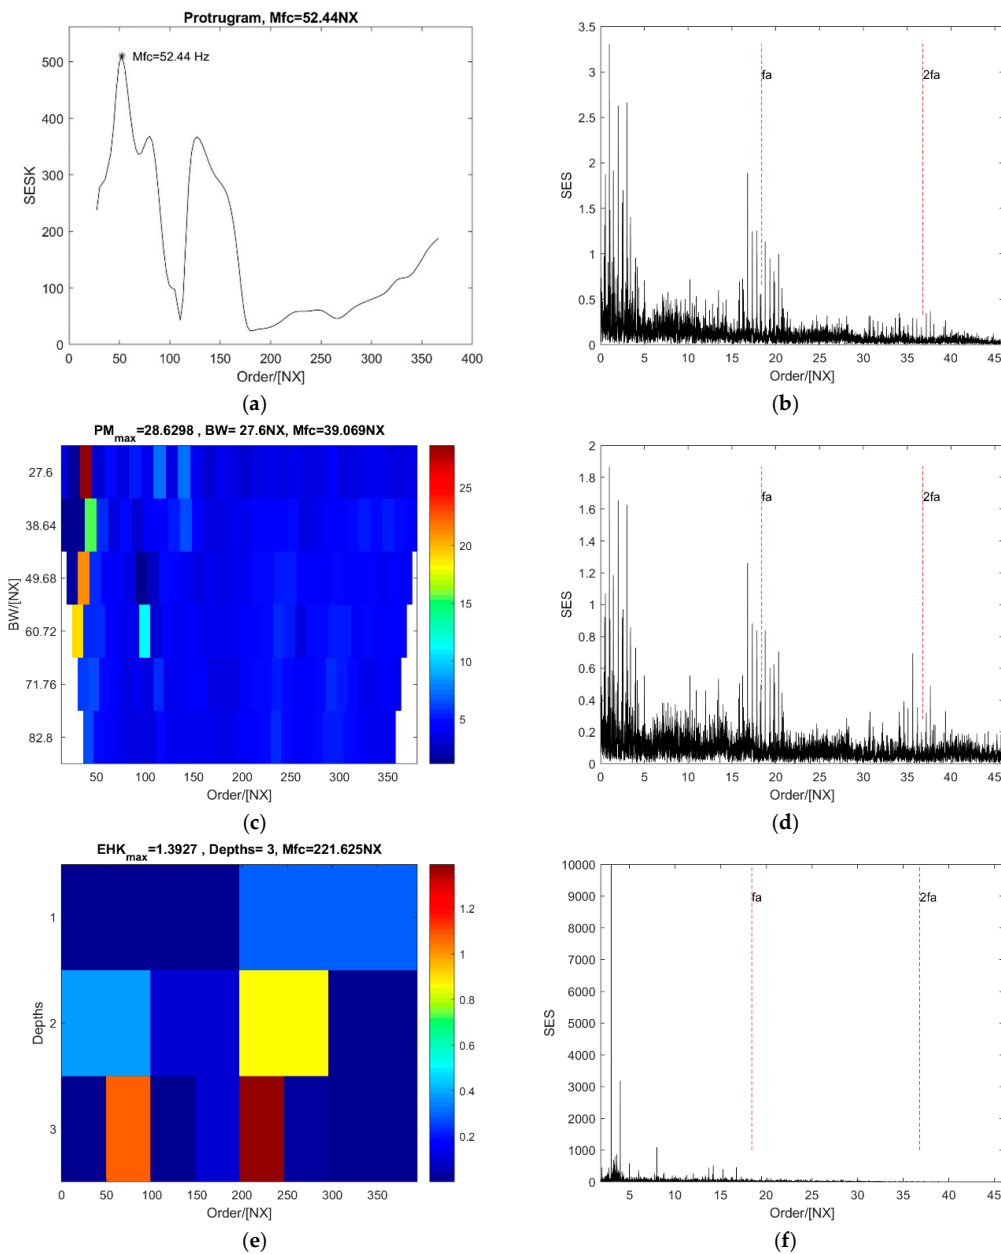 Protrugram, Mfc=52.44NX
Mfc=52.44 Hz
SESK
500
400
300
200
100
0
0 50 100 150 200 250 300 350 400
Order/[NX]
(a)
3.5
3
2.5
2
1.5
1
0.5
0
SES
fa
2fa
0 5 10 15 20 25 30 35 40 45
Order/[NX]
(b)
PMmax=28.6298 , BW= 27.6NX, Mfc=39.069NX
BW/[NX]
27.6
38.64
49.68
60.72
71.76
82.8
50 100 150 200 250 300 350
Order/[NX]
25
20
15
10
5
(c)
2
1.8
1.6
1.4
1.2
1
0.8
0.6
0.4
0.2
0
SES
fa
2fa
0 5 10 15 20 25 30 35 40 45
Order/[NX]
(d)
EHKmax=1.3927 , Depths= 3, Mfc=221.625NX
Depths
1
2
3
0 50 100 150 200 250 300 350
Order/[NX]
1.2
1
0.8
0.6
0.4
0.2
(e)
10000
9000
8000
7000
6000
5000
4000
3000
2000
1000
0
SES
fa
2fa
5 10 15 20 25 30 35 40 45
Order/[NX]
(f)